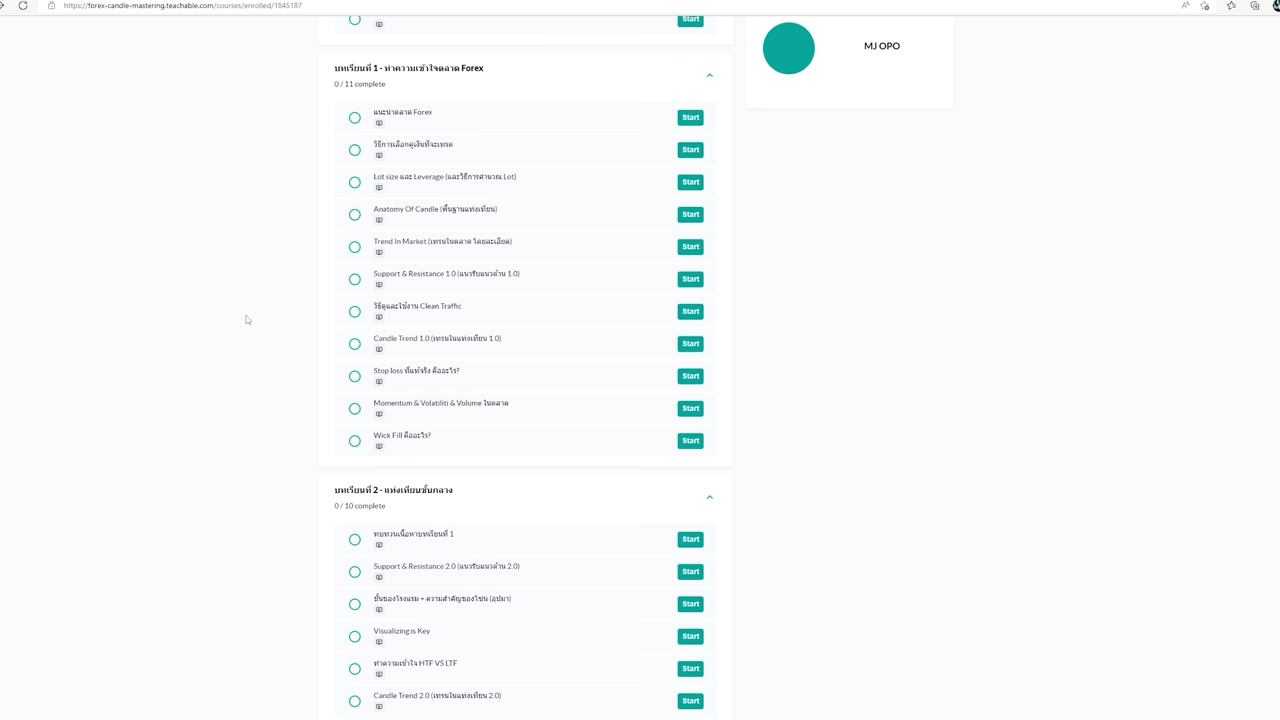 https://forex-candle-mastering.teachable.com/courses/enrolled/1845187
Start
MJ OPO
บทเรียนที่ 1 - ทำความเข้าใจตลาด Forex
0 / 11 complete
แนะนำตลาด Forex
Start
วิธีการเลือกคู่เงินที่จะเทรด
Start
Lot size และ Leverage (และวิธีการคำนวณ Lot)
Start
Anatomy Of Candle (พื้นฐานแท่งเทียน)
Start
Trend In Market (เทรนในตลาด โดยละเอียด)
Start
Support & Resistance 1.0 (แนวรับแนวต้าน 1.0)
Start
วิธีดูและใช้งาน Clean Traffic
Start
Candle Trend 1.0 (เทรนในแท่งเทียน 1.0)
Start
Stop loss ที่แท้จริง คืออะไร?
Start
Momentum & Volatiliti & Volume ในตลาด
Start
Wick Fill คืออะไร?
Start
บทเรียนที่ 2 - แท่งเทียนขั้นกลาง
0 / 10 complete
ทบทวนเนื้อหาบทเรียนที่ 1
Start
Support & Resistance 2.0 (แนวรับแนวต้าน 2.0)
Start
ชั้นของโรงแรม + ความสำคัญของโซน (อุปมา)
Start
Visualizing is Key
Start
ทำความเข้าใจ HTF VS LTF
Start
Candle Trend 2.0 (เทรนในแท่งเทียน 2.0)
Start